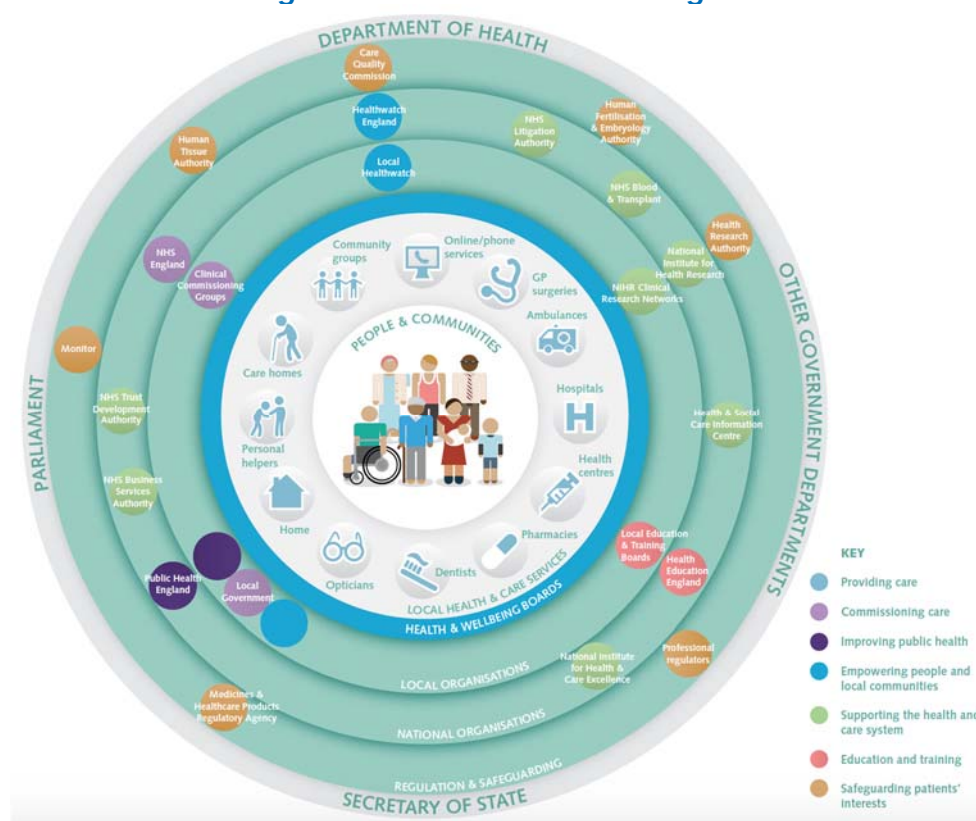 DEPARTMENT OF HEALTH
Care
Quality
Commission
Healthwatch
England
Local
Healthwatch
Human
Tissue
Authority
NHS
Litigation
Authority
Human
Fertilisation
& Embryology
Authority
NHS Blood
& Transplant
Health
Research
Authority
National
Institute for
Health Research
NIHR Clinical
Research Networks
NHS
England
Clinical
Commissioning
Groups
Monitor
NHS Trust
Development
Authority
NHS Business
Services
Authority
PARLIAMENT
OTHER GOVERNMENT DEPARTMENTS
Community
groups
Online/phone
services
GP
surgeries
Ambulances
Care homes
PEOPLE & COMMUNITIES
Hospitals
H
Personal
helpers
Health
centres
Home
Pharmacies
Opticians
Dentists
LOCAL HEALTH & CARE SERVICES
HEALTH & WELLBEING BOARDS
Health & Social
Care Information
Centre
Local Education
& Training
Boards
Health
Education
England
Public Health
England
Local
Government
Professional
regulators
National Institute
for Health &
Care Excellence
Medicines &
Healthcare Products
Regulatory Agency
LOCAL ORGANISATIONS
NATIONAL ORGANISATIONS
REGULATION & SAFEGUARDING
SECRETARY OF STATE
KEY
Providing care
Commissioning care
Improving public health
Empowering people and
local communities
Supporting the health and
care system
Education and training
Safeguarding patients'
interests